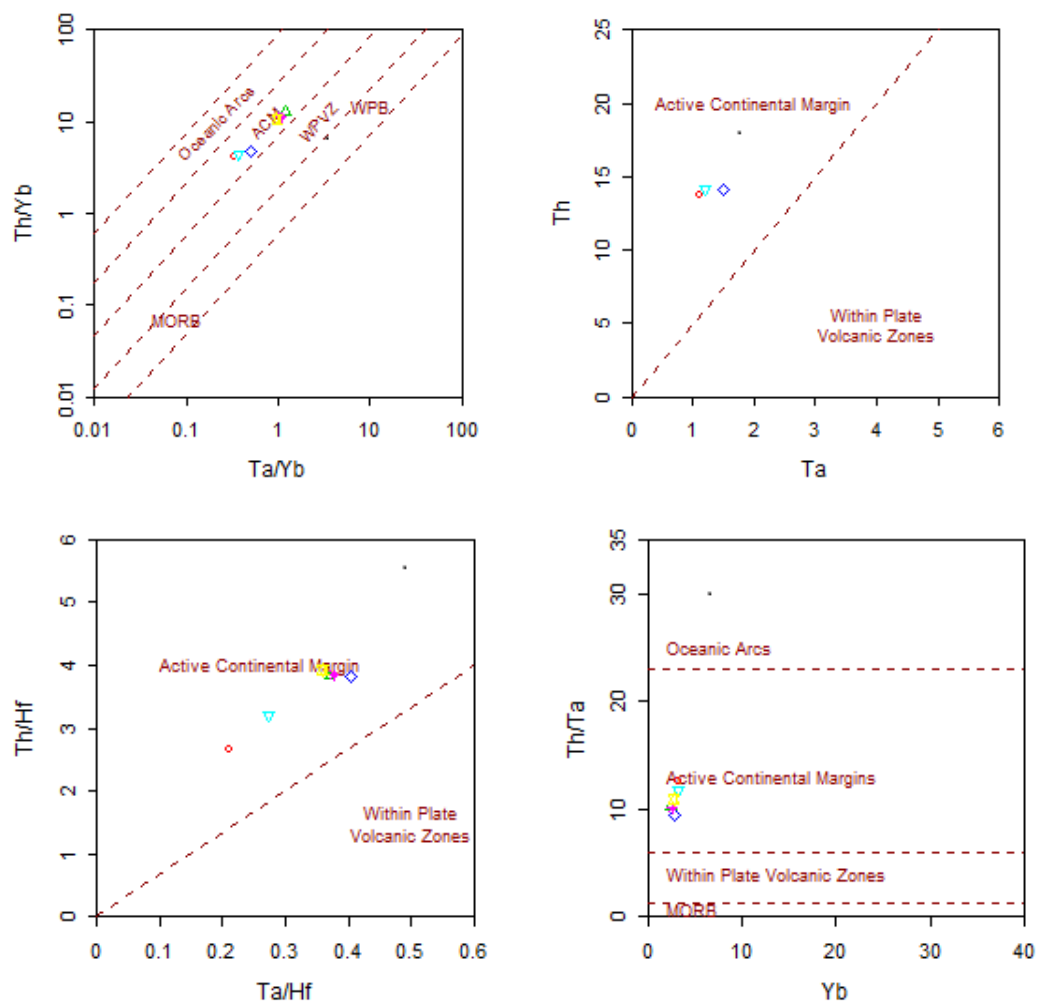 100
10
1
0.1
0.01
Th/Yb
Oceanic Arcs
ACM
WPVZ
WPB
MORB
0.01 0.1 1 10 100
Ta/Yb
25
20
15
10
5
0
Th
Active Continental Margin
Within Plate
Volcanic Zones
0 1 2 3 4 5 6
Ta
6
5
4
3
2
1
0
Th/Hf
Active Continental Margin
Within Plate
Volcanic Zones
0 0.1 0.2 0.3 0.4 0.5 0.6
Ta/Hf
35
30
20
10
0
Th/Ta
Oceanic Arcs
Active Continental Margins
Within Plate Volcanic Zones
MORB
0 10 20 30 40
Yb